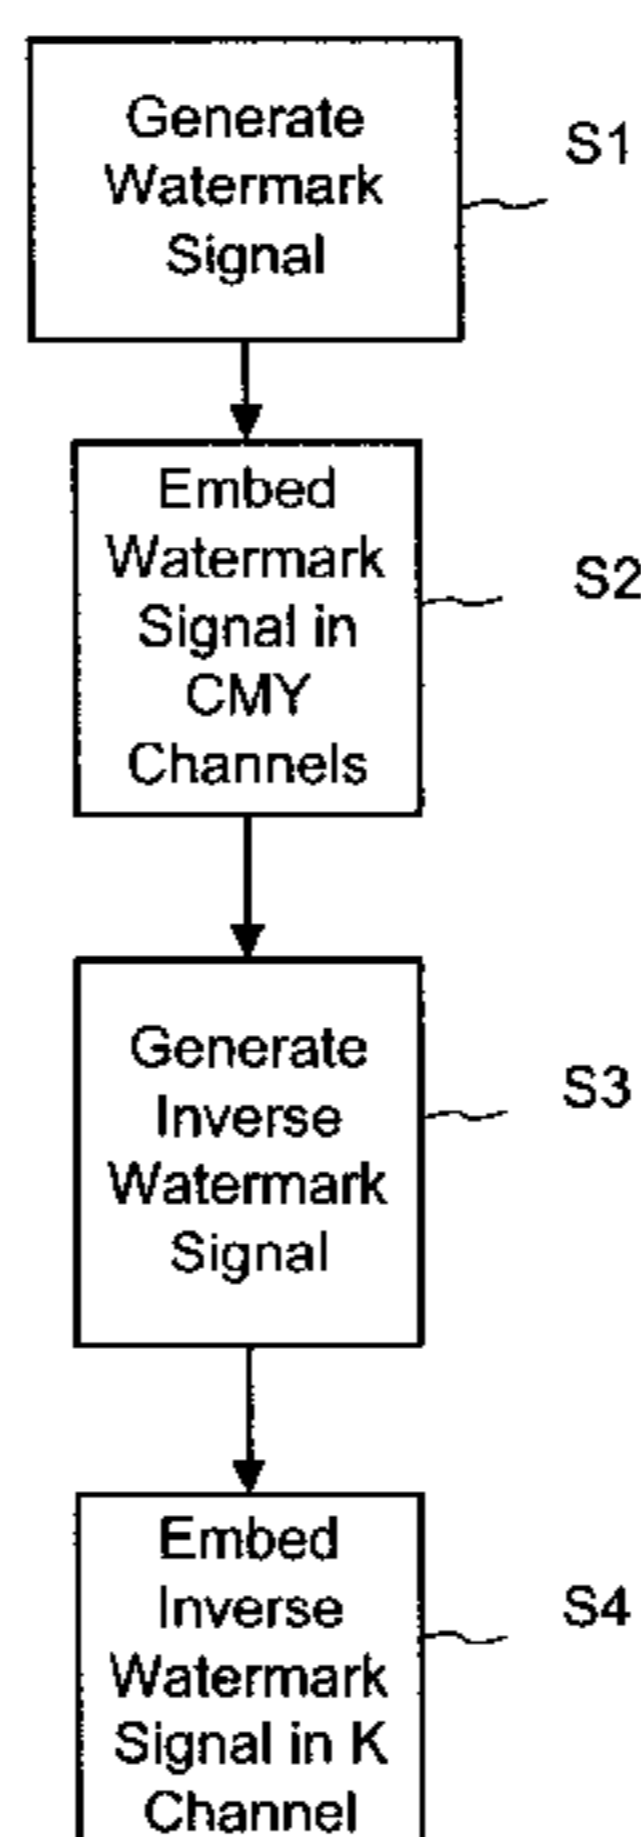 Generate
Watermark
Signal
S1
Embed
Watermark
Signal in
CMY
Channels
S2
Generate
Inverse
Watermark
Signal
S3
Embed
Inverse
Watermark
Signal in K
Channel
S4